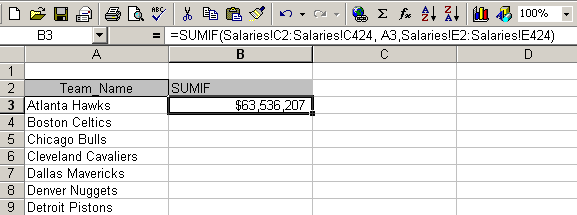 100%
B3 = =SUMIF(Salaries!C2:Salaries!C424, A3,Salaries!E2:Salaries!E424)
A B C D
1
2 Team_Name SUMIF
3 Atlanta Hawks $63,536,207
4 Boston Celtics
5 Chicago Bulls
6 Cleveland Cavaliers
7 Dallas Mavericks
8 Denver Nuggets
9 Detroit Pistons